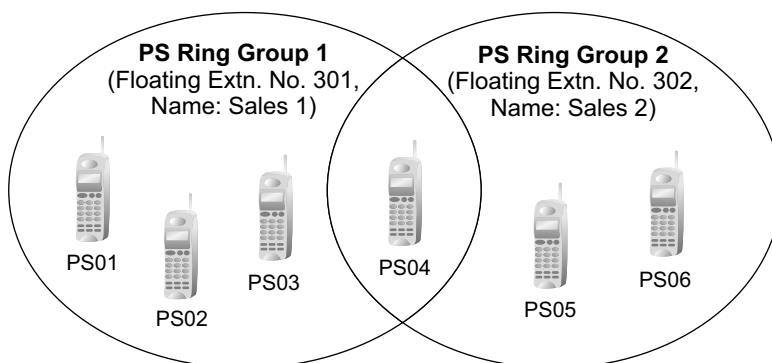 PS Ring Group 1
(Floating Extn. No. 301,
Name: Sales 1)
PS Ring Group 2
(Floating Extn. No. 302,
Name: Sales 2)
PS01
PS02
PS03
PS04
PS05
PS06